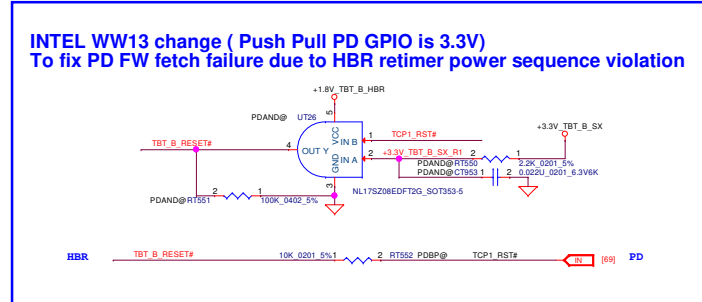 INTEL WW13 change ( Push Pull PD GPIO is 3.3V)
To fix PD FW fetch failure due to HBR retimer power sequence violation
+1.8V_TBT_B_HBR
PDAND@ UT26
5
VCC
IN B
1
TCP1_RST#
+3.3V_TBT_B_SX
TBT_B_RESET#
4
OUT Y
IN A
2
+3.3V_TBT_B_SX_R1
2
1
GND
PDAND@RT550
2.2K_0201_5%
PDAND@CT953
1
2
0.022U_0201_6.3V6K
3
NL17SZ08EDFT2G_SOT353-5
2
1
PDAND@RT551
100K_0402_5%
HBR
TBT_B_RESET#
10K_0201_5%1
2 RT552 PDBP@
TCP1_RST#
IN
[69]
PD